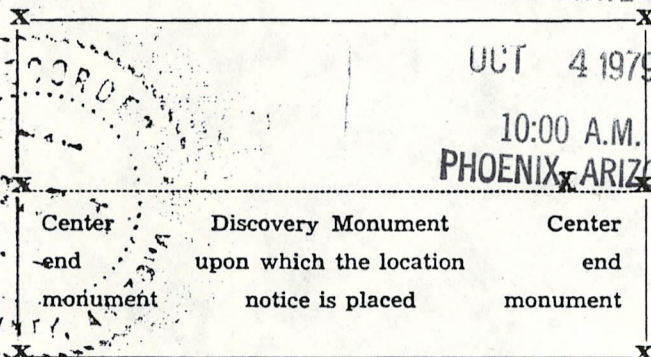 X X
OCT 4 1979
10:00 A.M.
PHOENIX, ARIZ
X X X
Center Discovery Monument Center
end upon which the location end
monument notice is placed monument
X X